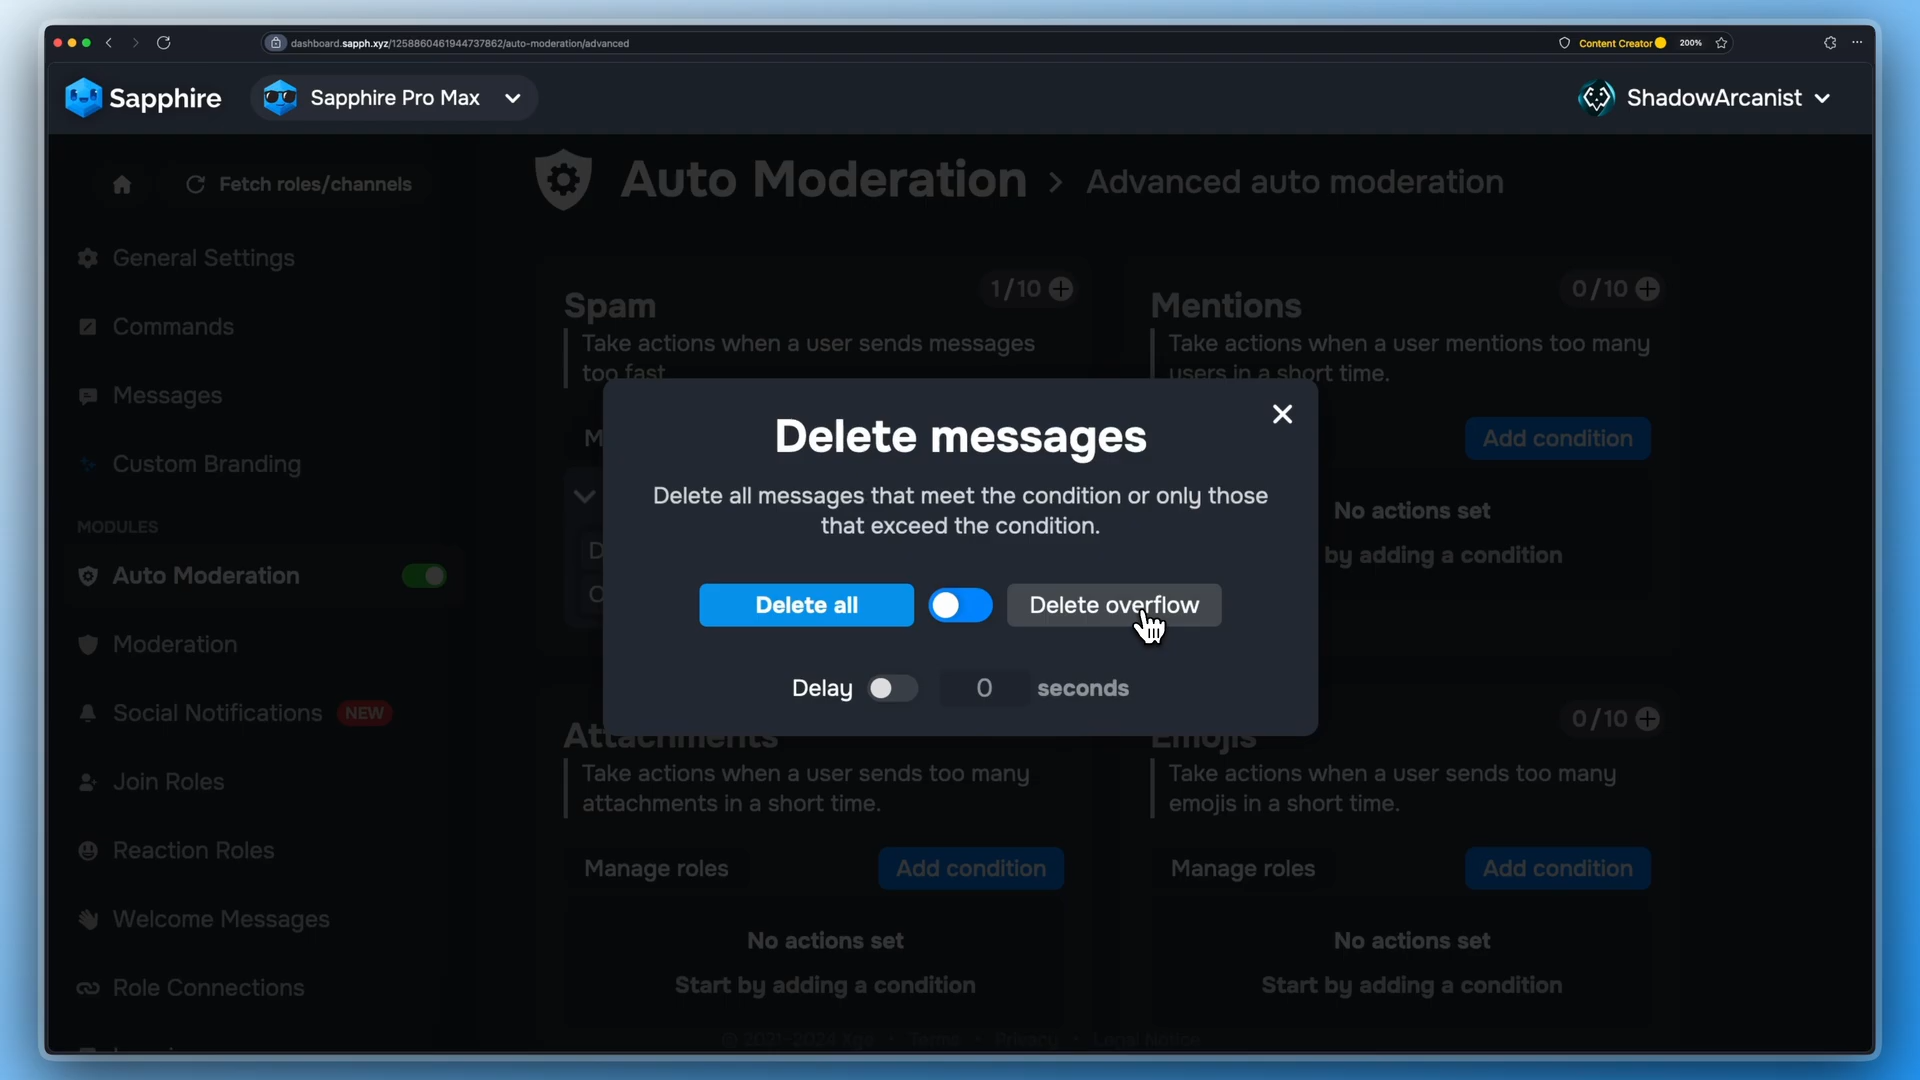 dashboard.sapph.xyz/1258860461944737862/auto-moderation/advanced
Content Creator
200%
Sapphire
Sapphire Pro Max
ShadowArcanist
Fetch roles/channels
Auto Moderation > Advanced auto moderation
General Settings
Commands
Messages
Custom Branding
MODULES
Auto Moderation
Moderation
Social Notifications NEW
Join Roles
Reaction Roles
Welcome Messages
Role Connections
Spam
1/10
Take actions when a user sends messages
too fast
Mentions
0/10
Take actions when a user mentions too many
users in a short time.
Add condition
No actions set
by adding a condition
Delete messages
Delete all messages that meet the condition or only those
that exceed the condition.
Delete all
Delete overflow
Delay
0
seconds
Attachments
Take actions when a user sends too many
attachments in a short time.
Manage roles
Add condition
No actions set
Start by adding a condition
Emojis
0/10
Take actions when a user sends too many
emojis in a short time.
Manage roles
Add condition
No actions set
Start by adding a condition
Terms • Privacy • Legal Notice